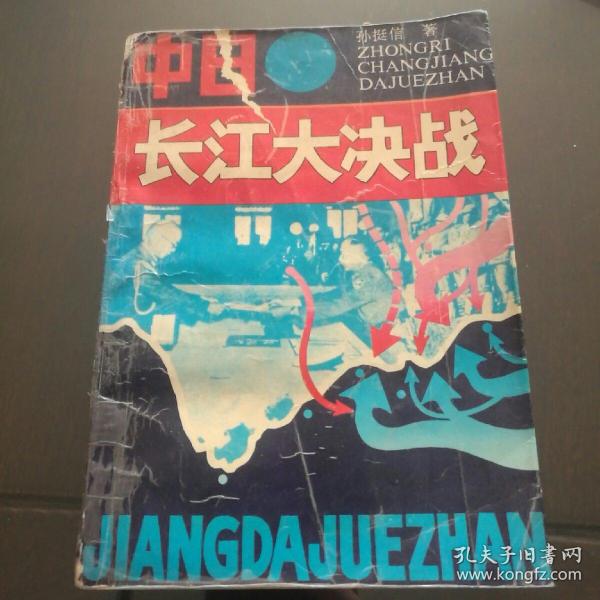 孙挺信 著
ZHONGRI
CHANGJIANG
DAJUEZHAN
中日
长江大决战
JIANGDAJUEZHAN
孔夫子旧书网
www.kongfz.com